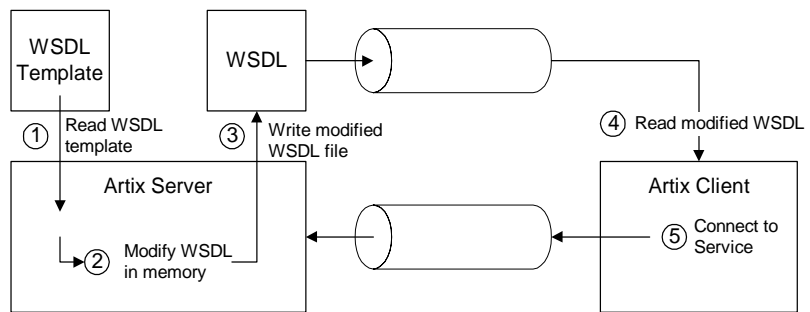 WSDL
Template
WSDL
1
Read WSDL
template
3
Write modified
WSDL file
4
Read modified WSDL
Artix Server
Artix Client
2
Modify WSDL
in memory
5
Connect to
Service